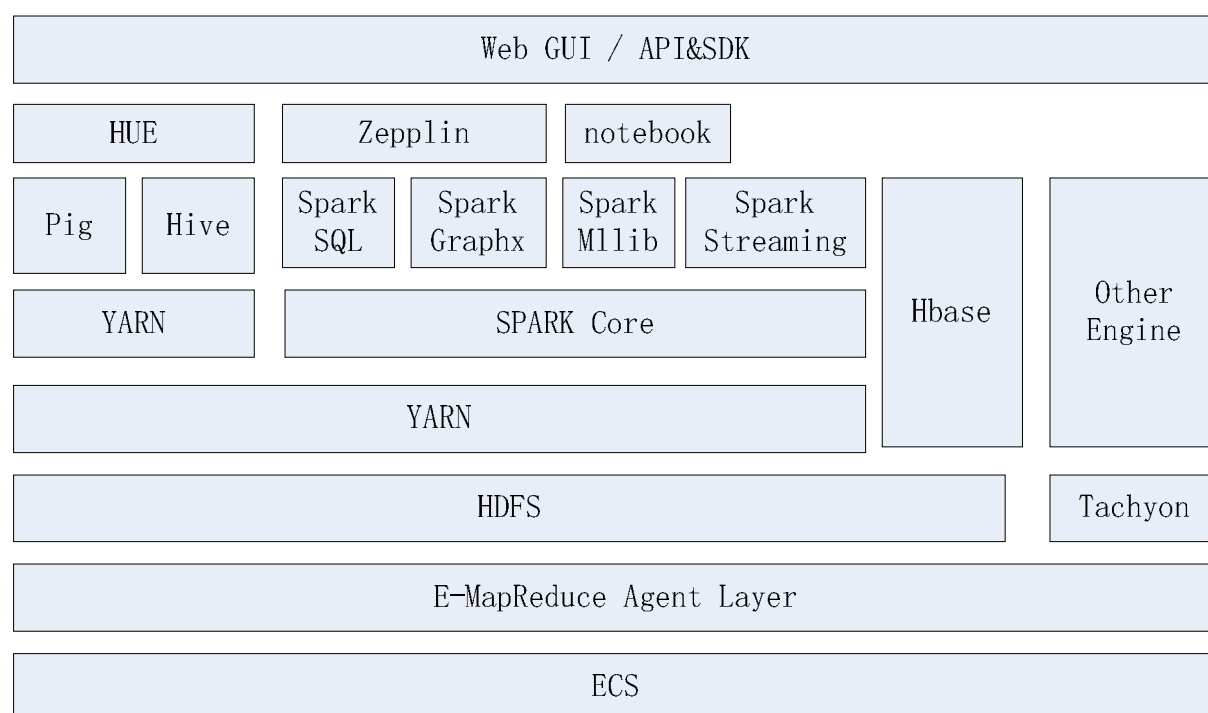 Web GUI / API&SDK
HUE
Zepplin
notebook
Pig
Hive
Spark
SQL
Spark
Graphx
Spark
Mllib
Spark
Streaming
Hbase
Other
Engine
YARN
SPARK Core
YARN
HDFS
Tachyon
E-MapReduce Agent Layer
ECS